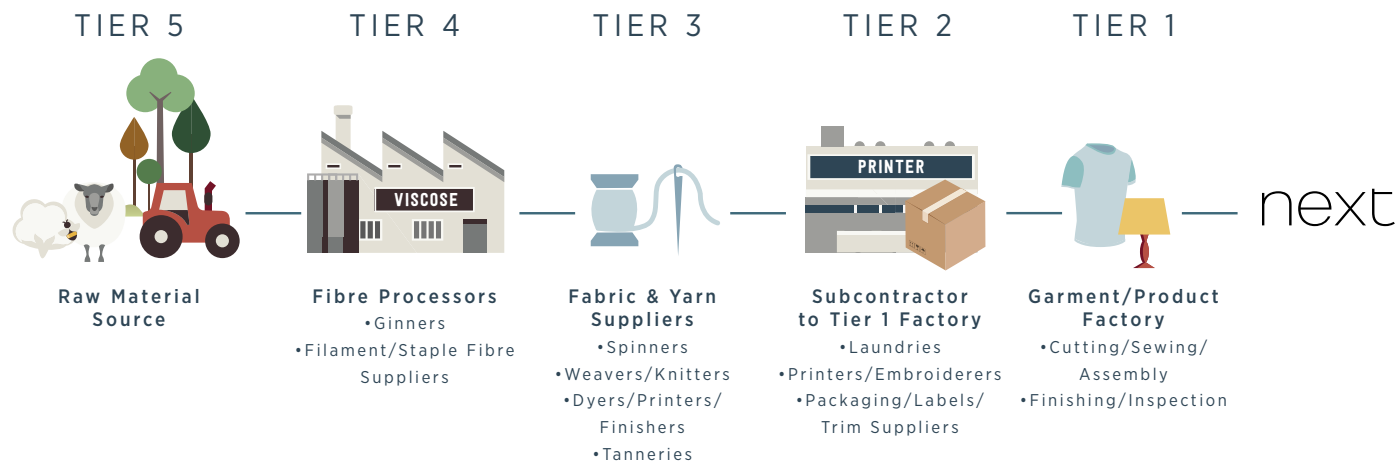 TIER 5
TIER 4
TIER 3
TIER 2
TIER 1
VISCOSE
PRINTER
next
Raw Material
Source
Fibre Processors
•Ginners
•Filament/Staple Fibre
Suppliers
Fabric & Yarn
Suppliers
•Spinners
•Weavers/Knitters
•Dyers/Printers/
Finishers
•Tanneries
Subcontractor
to Tier 1 Factory
•Laundries
•Printers/Embroiderers
•Packaging/Labels/
Trim Suppliers
Garment/Product
Factory
•Cutting/Sewing/
Assembly
•Finishing/Inspection